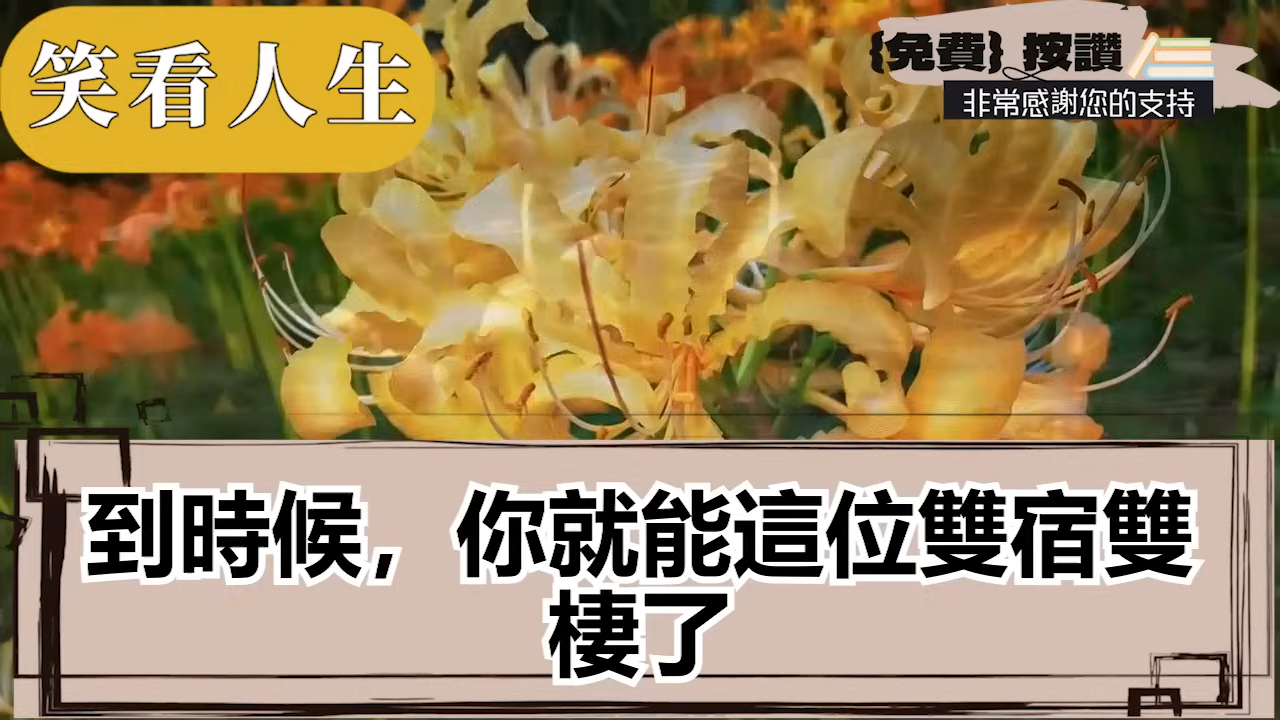 笑看人生
{免費} 按讚
非常感謝您的支持
到時候，你就能這位雙宿雙
棲了